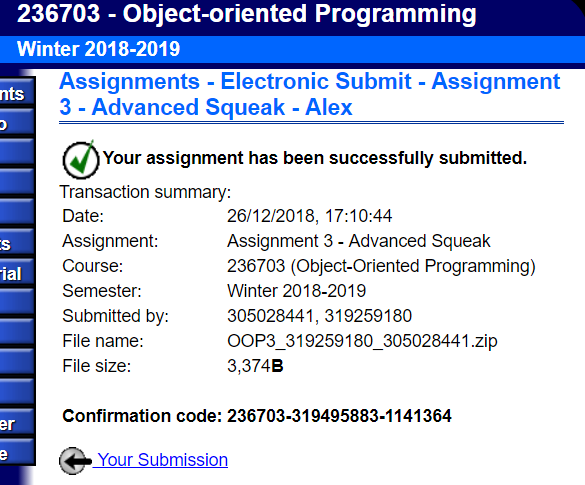 236703 - Object-oriented Programming
Winter 2018-2019
Assignments - Electronic Submit - Assignment
3 - Advanced Squeak - Alex
nts
o
ts
rial
er
e
Your assignment has been successfully submitted.
Transaction summary:
Date: 26/12/2018, 17:10:44
Assignment: Assignment 3 - Advanced Squeak
Course: 236703 (Object-Oriented Programming)
Semester: Winter 2018-2019
Submitted by: 305028441, 319259180
File name: OOP3_319259180_305028441.zip
File size: 3,374B
Confirmation code: 236703-319495883-1141364
Your Submission